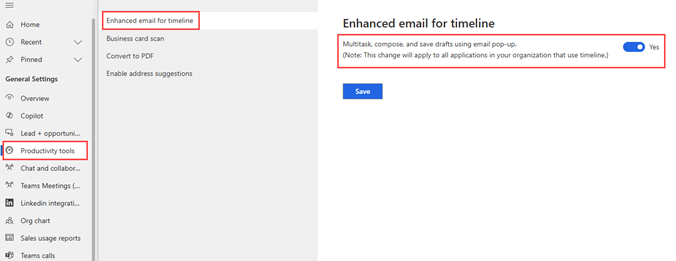 Home
Recent
Pinned
General Settings
Overview
Copilot
Lead + opportuni...
Productivity tools
Chat and collabor...
Teams Meetings (...
Linkedin integrati...
Org chart
Sales usage reports
Teams calls
Enhanced email for timeline
Business card scan
Convert to PDF
Enable address suggestions
Enhanced email for timeline
Multitask, compose, and save drafts using email pop-up.
(Note: This change will apply to all applications in your organization that use timeline.)
Yes
Save